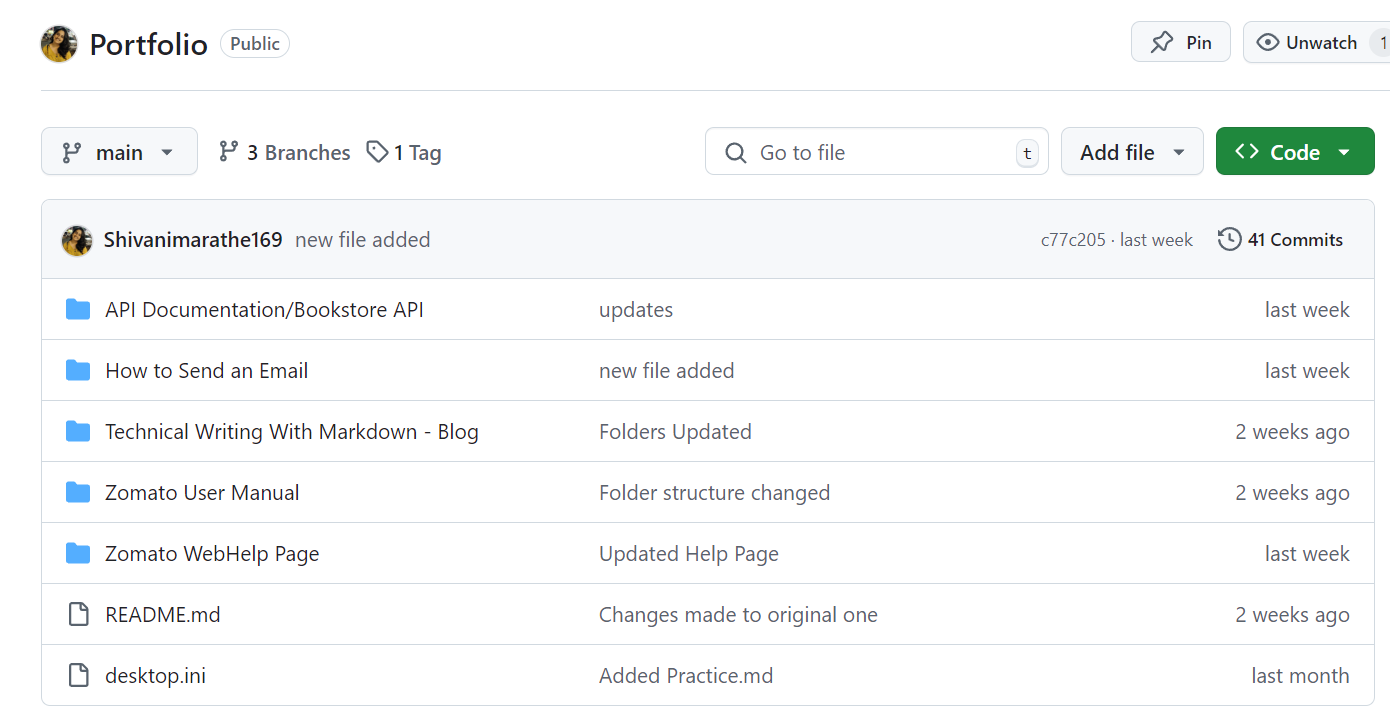 Portfolio Public Pin Unwatch 1
main 3 Branches 1 Tag Go to file t Add file Code
Shivanimarathe169 new file added c77c205 · last week 41 Commits
API Documentation/Bookstore API updates last week
How to Send an Email new file added last week
Technical Writing With Markdown - Blog Folders Updated 2 weeks ago
Zomato User Manual Folder structure changed 2 weeks ago
Zomato WebHelp Page Updated Help Page last week
README.md Changes made to original one 2 weeks ago
desktop.ini Added Practice.md last month